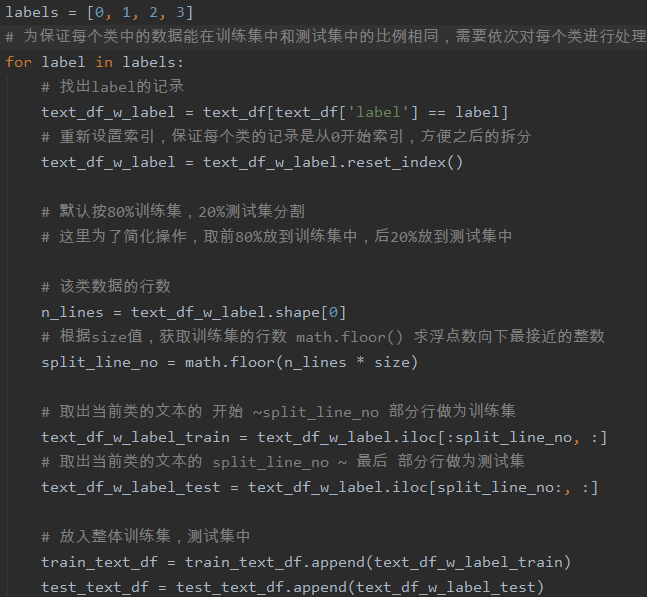 labels = [0, 1, 2, 3]
# 为保证每个类中的数据能在训练集中和测试集中的比例相同，需要依次对每个类进行处理
for label in labels:
    # 找出label的记录
    text_df_w_label = text_df[text_df['label'] == label]
    # 重新设置索引，保证每个类的记录是从0开始索引，方便之后的拆分
    text_df_w_label = text_df_w_label.reset_index()

    # 默认按80%训练集，20%测试集分割
    # 这里为了简化操作，取前80%放到训练集中，后20%放到测试集中

    # 该类数据的行数
    n_lines = text_df_w_label.shape[0]
    # 根据size值，获取训练集的行数 math.floor() 求浮点数向下最接近的整数
    split_line_no = math.floor(n_lines * size)

    # 取出当前类的文本的 开始 ~split_line_no 部分行做为训练集
    text_df_w_label_train = text_df_w_label.iloc[:split_line_no, :]
    # 取出当前类的文本的 split_line_no ~ 最后 部分行做为测试集
    text_df_w_label_test = text_df_w_label.iloc[split_line_no:, :]

    # 放入整体训练集，测试集中
    train_text_df = train_text_df.append(text_df_w_label_train)
    test_text_df = test_text_df.append(text_df_w_label_test)